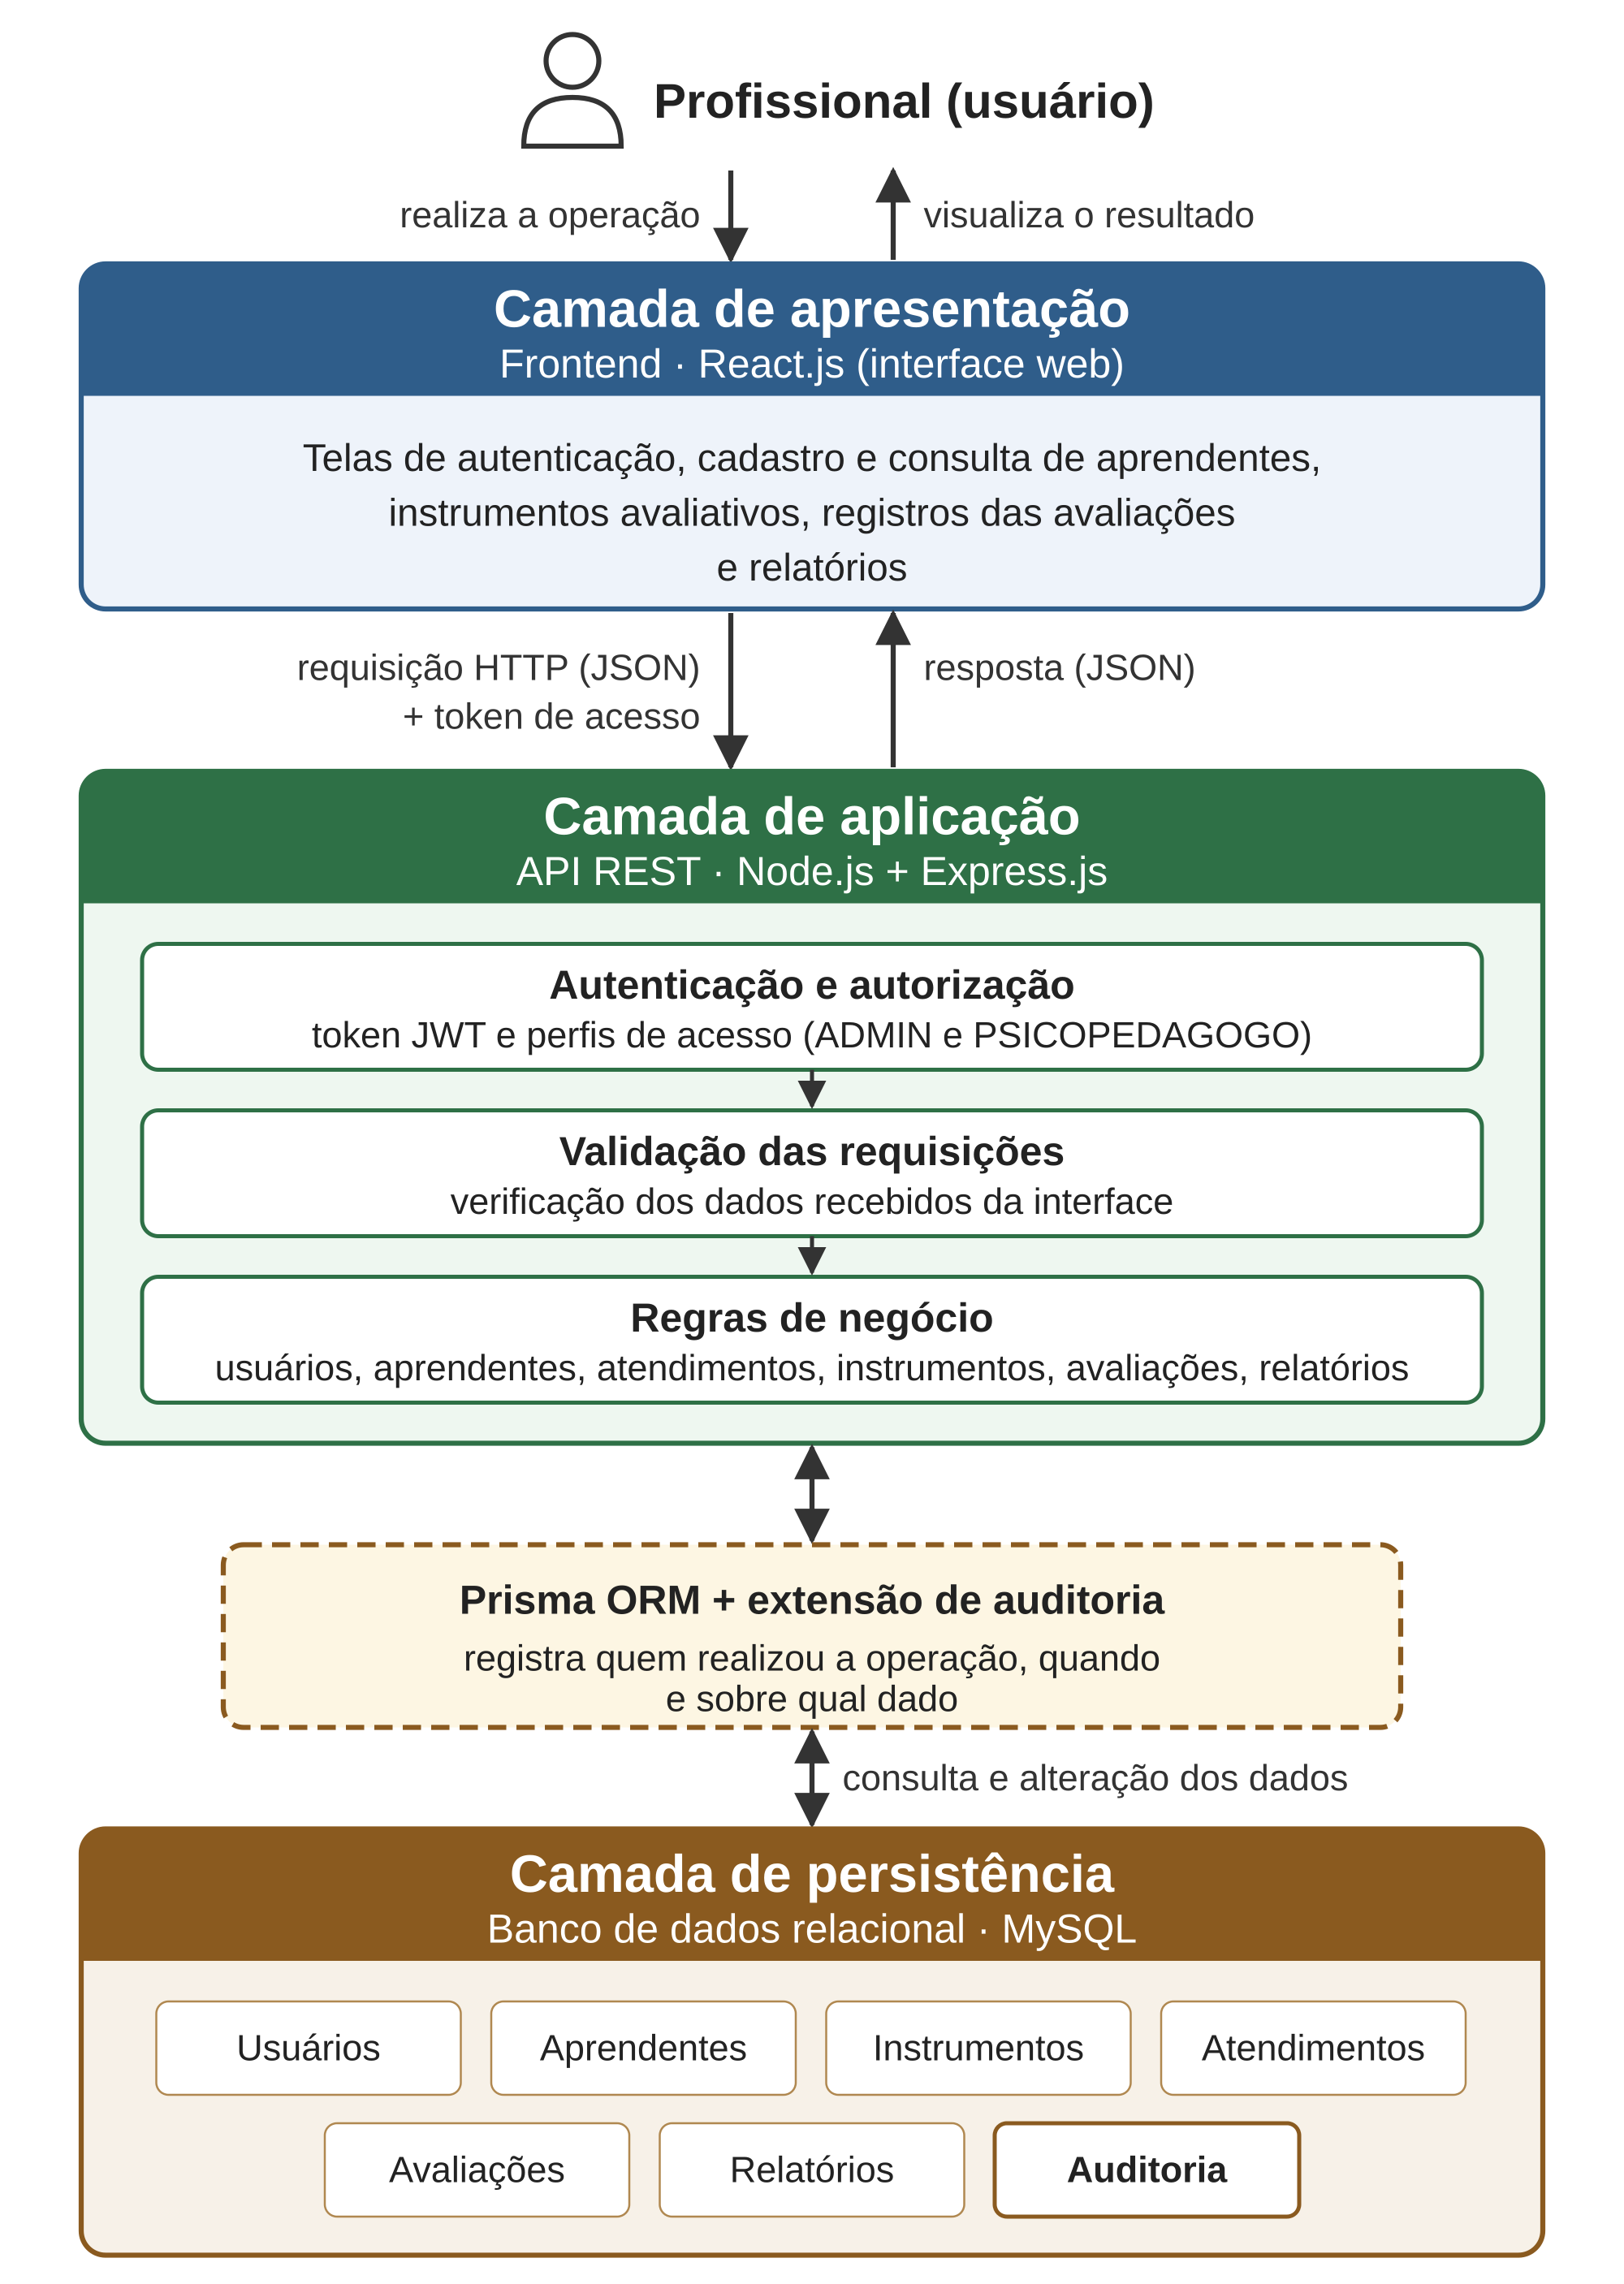 Profissional (usuário)
realiza a operação
visualiza o resultado
Camada de apresentação
Frontend · React.js (interface web)
Telas de autenticação, cadastro e consulta de aprendentes,
instrumentos avaliativos, registros das avaliações
e relatórios
requisição HTTP (JSON)
+ token de acesso
resposta (JSON)
Camada de aplicação
API REST · Node.js + Express.js
Autenticação e autorização
token JWT e perfis de acesso (ADMIN e PSICOPEDAGOGO)
Validação das requisições
verificação dos dados recebidos da interface
Regras de negócio
usuários, aprendentes, atendimentos, instrumentos, avaliações, relatórios
Prisma ORM + extensão de auditoria
registra quem realizou a operação, quando
e sobre qual dado
consulta e alteração dos dados
Camada de persistência
Banco de dados relacional · MySQL
Usuários
Aprendentes
Instrumentos
Atendimentos
Avaliações
Relatórios
Auditoria